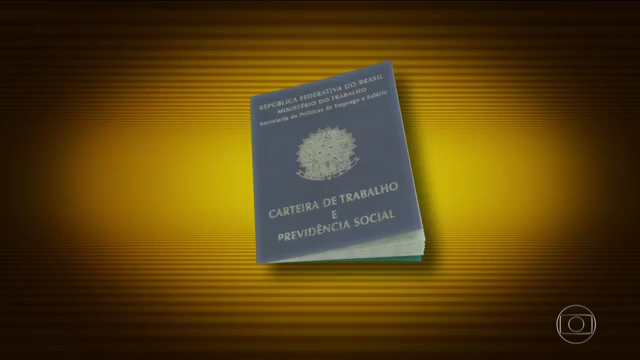 REPÚBLICA FEDERATIVA DO BRASIL
MINISTÉRIO DO TRABALHO
Secretaria de Políticas de Emprego e Salário
CARTEIRA DE TRABALHO
E
PREVIDÊNCIA SOCIAL